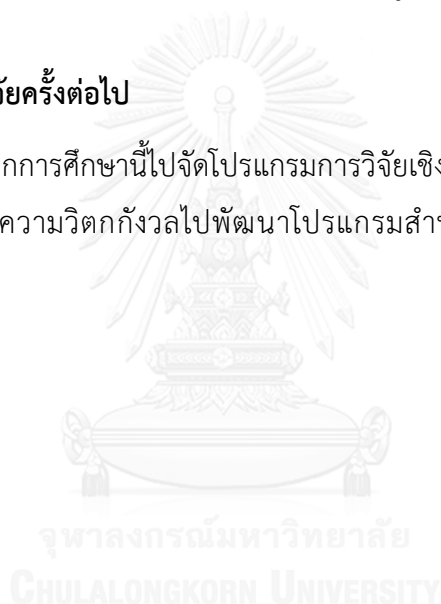 วิจัยครั้งต่อไป
กการศึกษานี้ไปจัดโปรแกรมการวิจัยเชิง
ความวิตกกังวลไปพัฒนาโปรแกรมสำห
จุฬาลงกรณ์มหาวิทยาลัย
CHULALONGKORN UNIVERSITY